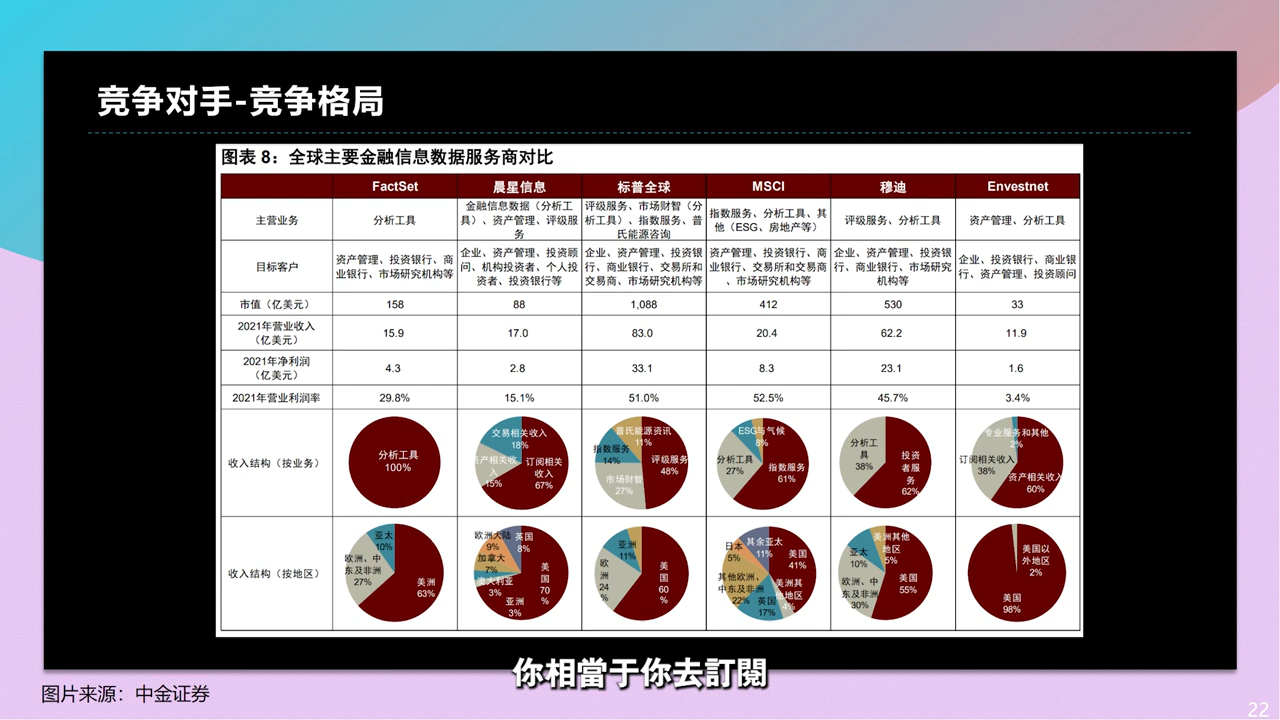 竞争对手-竞争格局
图表 8：全球主要金融信息数据服务商对比
FactSet
晨星信息
标普全球
MSCI
穆迪
Envestnet
主营业务
分析工具
金融信息数据（分析工
具）、资产管理、评级服
务
评级服务、市场财智（分
析工具）、指数服务、普
氏能源咨询
指数服务、分析工具、其
他（ESG、房地产等）
评级服务、分析工具
资产管理、分析工具
目标客户
资产管理、投资银行、商
业银行、市场研究机构等
企业、资产管理、投资顾
问、机构投资者、个人投
资者、投资银行等
企业、资产管理、投资银
行、商业银行、交易所和
交易商、市场研究机构等
资产管理、投资银行、商
业银行、交易所和交易商
、市场研究机构等
企业、资产管理、投资银
行、商业银行、市场研究
机构等
企业、投资银行、商业银
行、资产管理、投资顾问
市值（亿美元）
158
88
1,088
412
530
33
2021年营业收入
（亿美元）
15.9
17.0
83.0
20.4
62.2
11.9
2021年净利润
（亿美元）
4.3
2.8
33.1
8.3
23.1
1.6
2021年营业利润率
29.8%
15.1%
51.0%
52.5%
45.7%
3.4%
收入结构（按业务）
分析工具
100%
交易相关收入
18%
资产相关收
入
15%
订阅相关
收入
67%
普氏能源资讯
11%
指数服务
14%
评级服务
48%
市场财智
27%
ESG与气候
8%
分析工具
27%
指数服务
61%
分析工
具
38%
投资
者服
务
62%
专业服务和其他
2%
订阅相关收入
38%
资产相关收入
60%
收入结构（按地区）
亚太
10%
欧洲、中
东及非洲
27%
美洲
63%
欧洲大陆
9%
英国
8%
加拿大
7%
澳大利亚
3%
亚洲
3%
美
国
70
%
亚洲
11%
欧
洲
24
%
美
国
60
%
日本
5%
其余亚太
11%
美国
41%
其他欧洲、
中东及非洲
22%
英国
17%
美洲其
他地区
4%
美洲其他
地区
5%
亚太
10%
欧洲、中
东及非洲
30%
美国
55%
美国以
外地区
2%
美国
98%
你相當于你去訂閱
图片来源：中金证券
22